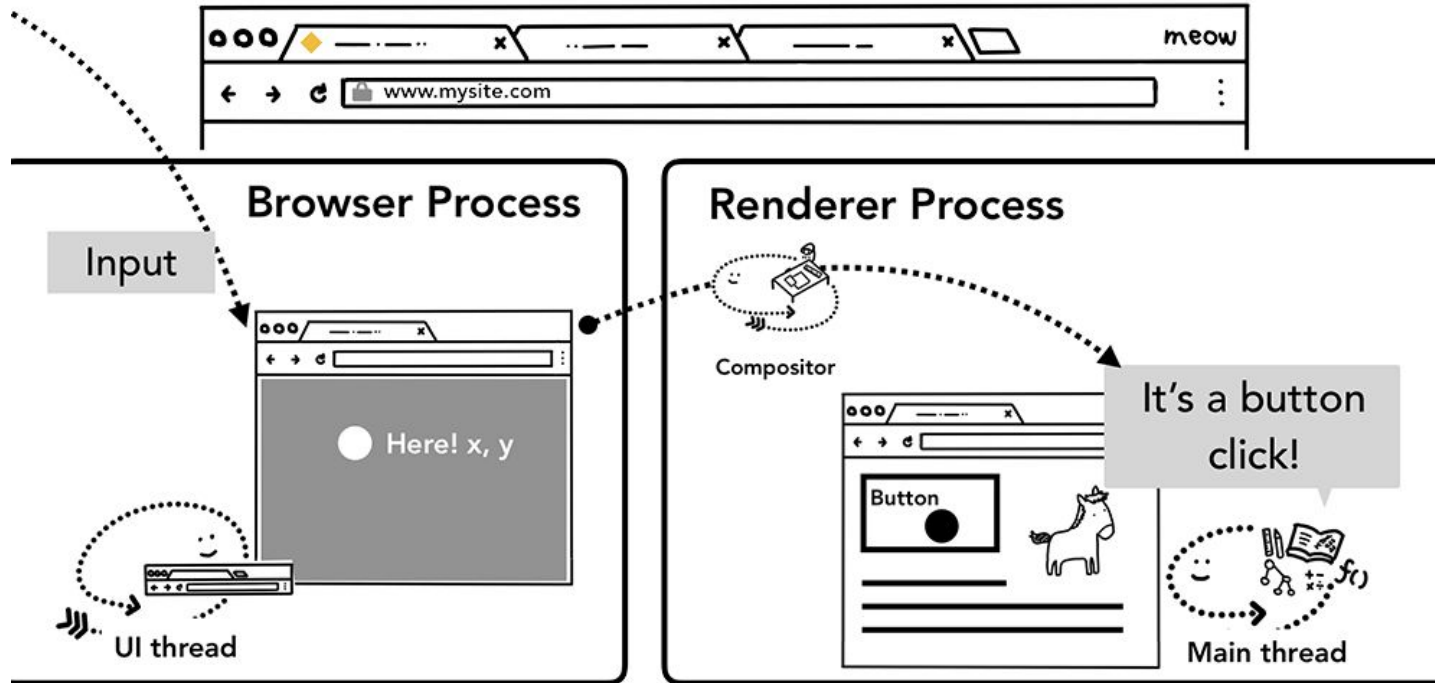 meow
www.mysite.com
Browser Process
Renderer Process
Input
Compositor
It's a button
click!
Here! x, y
Button
f()
UI thread
Main thread